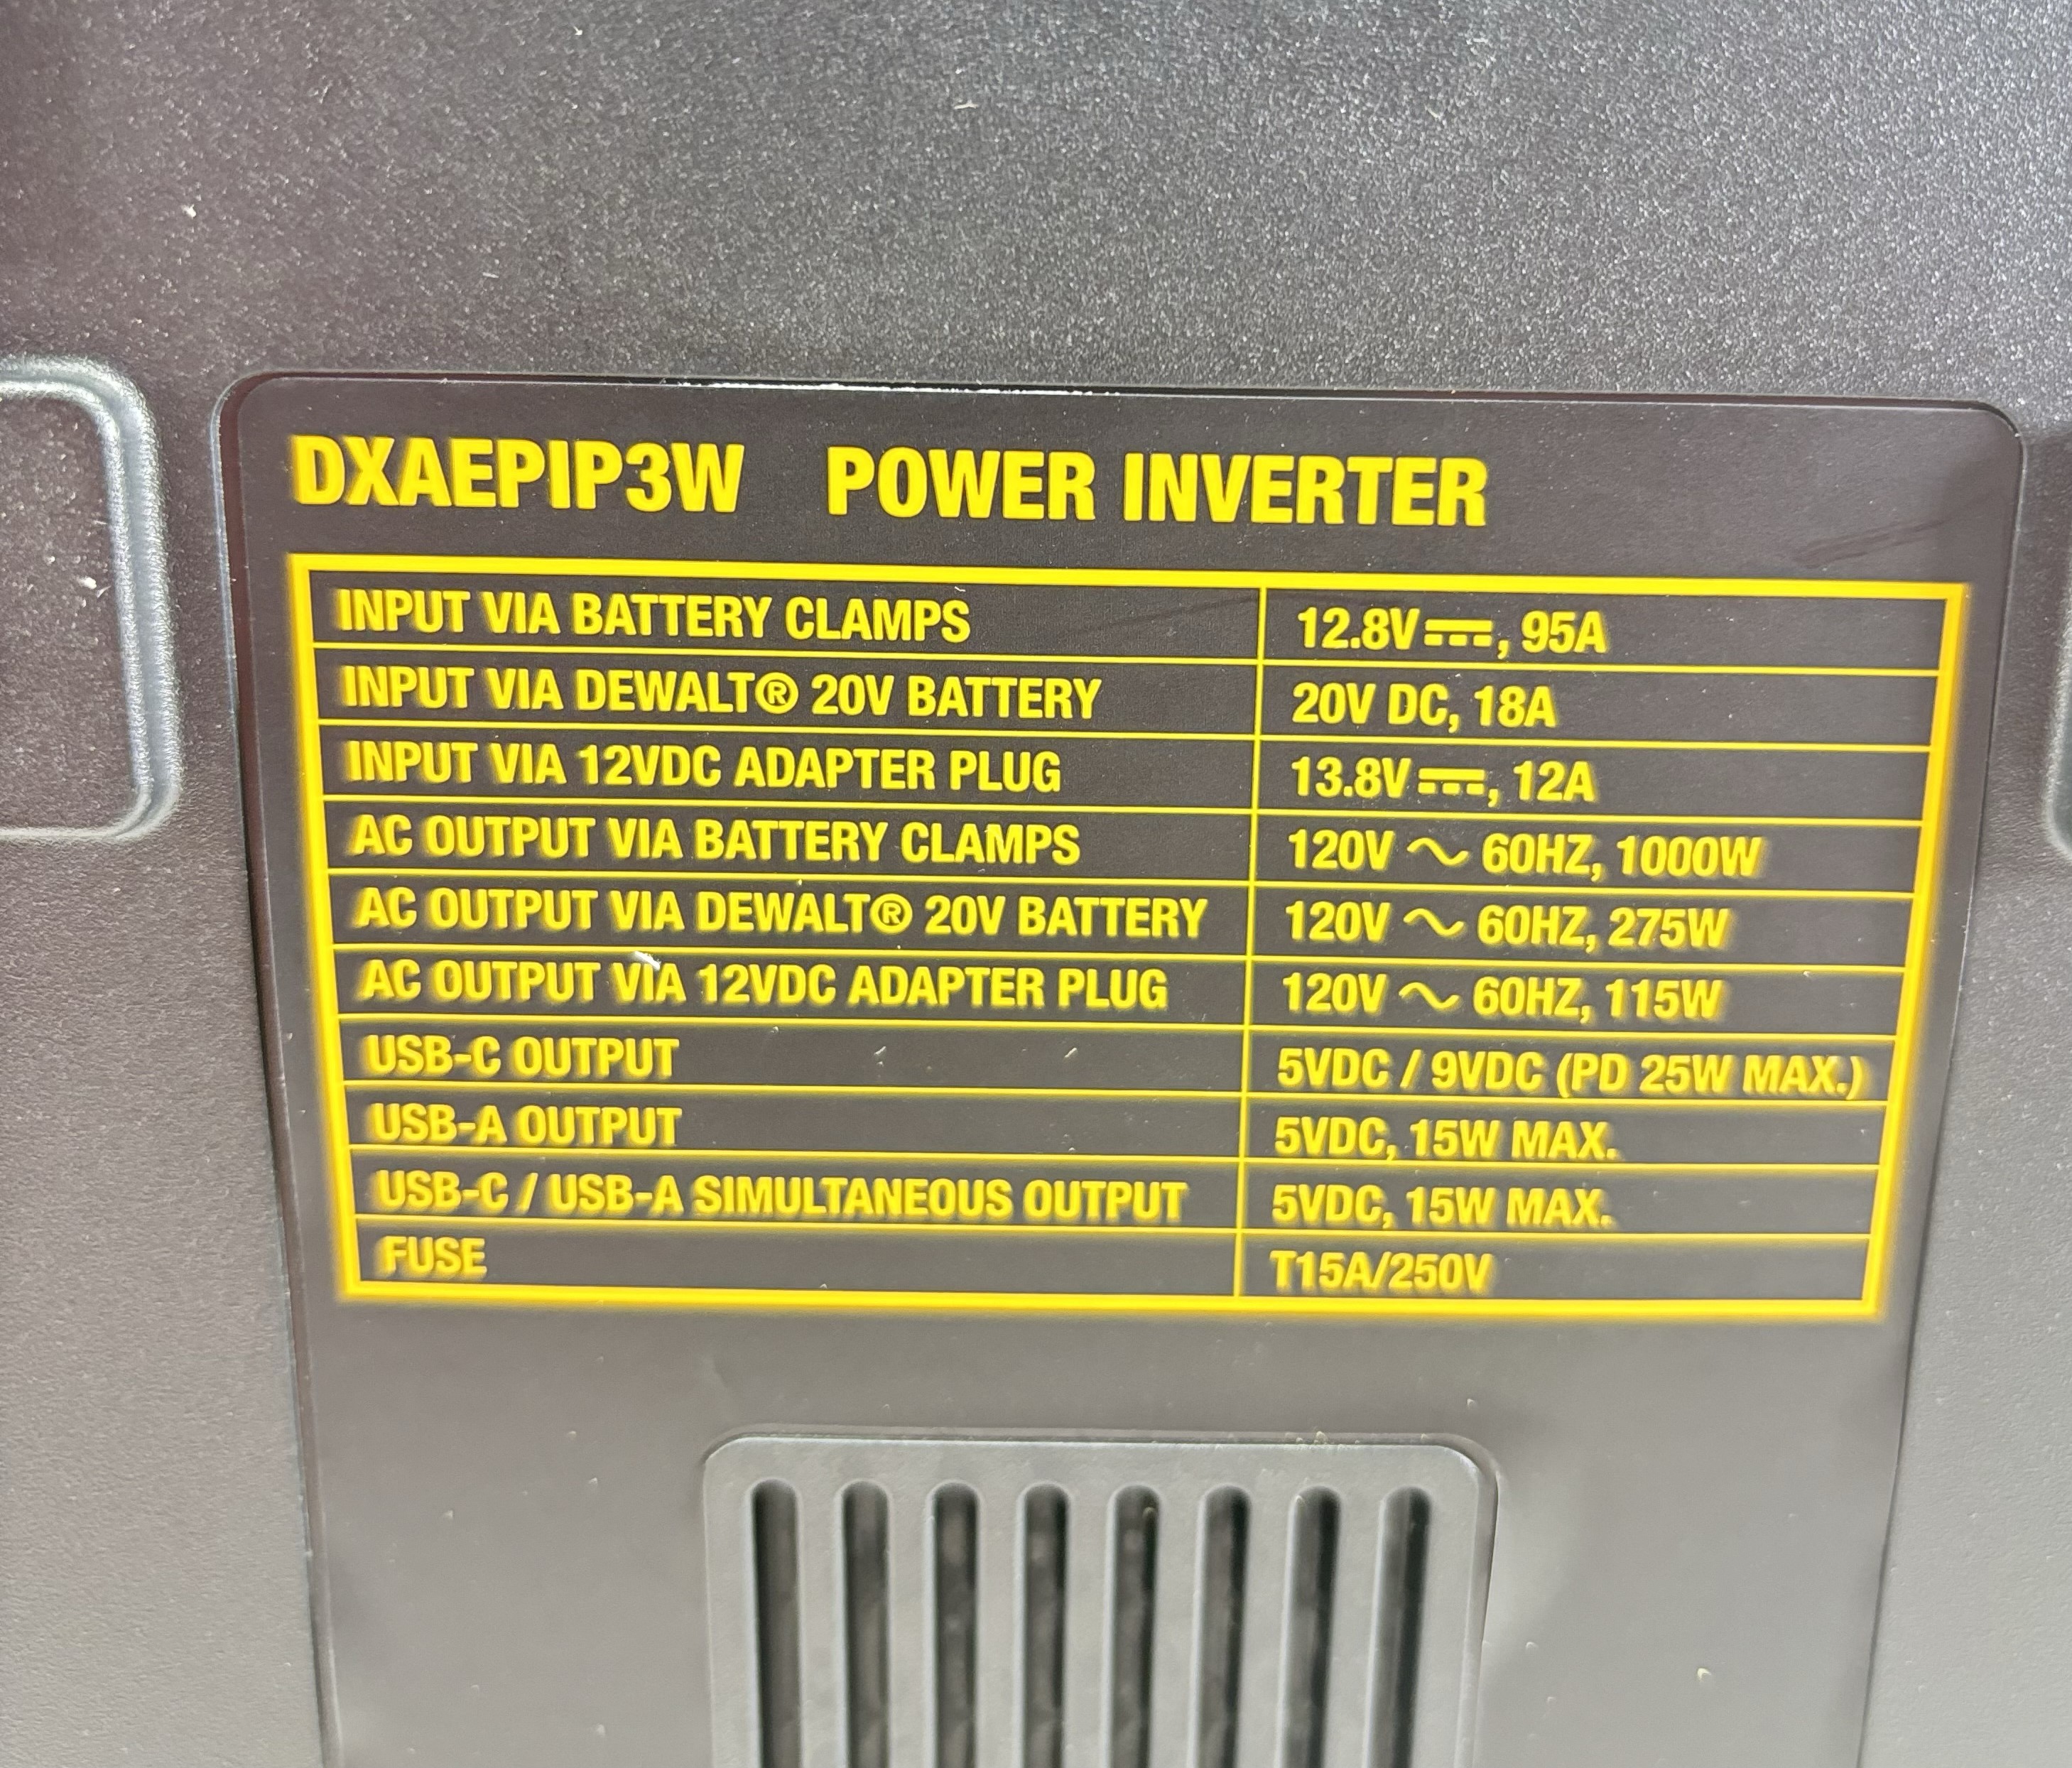 DXAEPIP3W POWER INVERTER
INPUT VIA BATTERY CLAMPS 12.8V⎓, 95A
INPUT VIA DEWALT® 20V BATTERY 20V DC, 18A
INPUT VIA 12VDC ADAPTER PLUG 13.8V⎓, 12A
AC OUTPUT VIA BATTERY CLAMPS 120V ～ 60HZ, 1000W
AC OUTPUT VIA DEWALT® 20V BATTERY 120V ～ 60HZ, 275W
AC OUTPUT VIA 12VDC ADAPTER PLUG 120V ～ 60HZ, 115W
USB-C OUTPUT 5VDC / 9VDC (PD 25W MAX.)
USB-A OUTPUT 5VDC, 15W MAX.
USB-C / USB-A SIMULTANEOUS OUTPUT 5VDC, 15W MAX.
FUSE T15A/250V